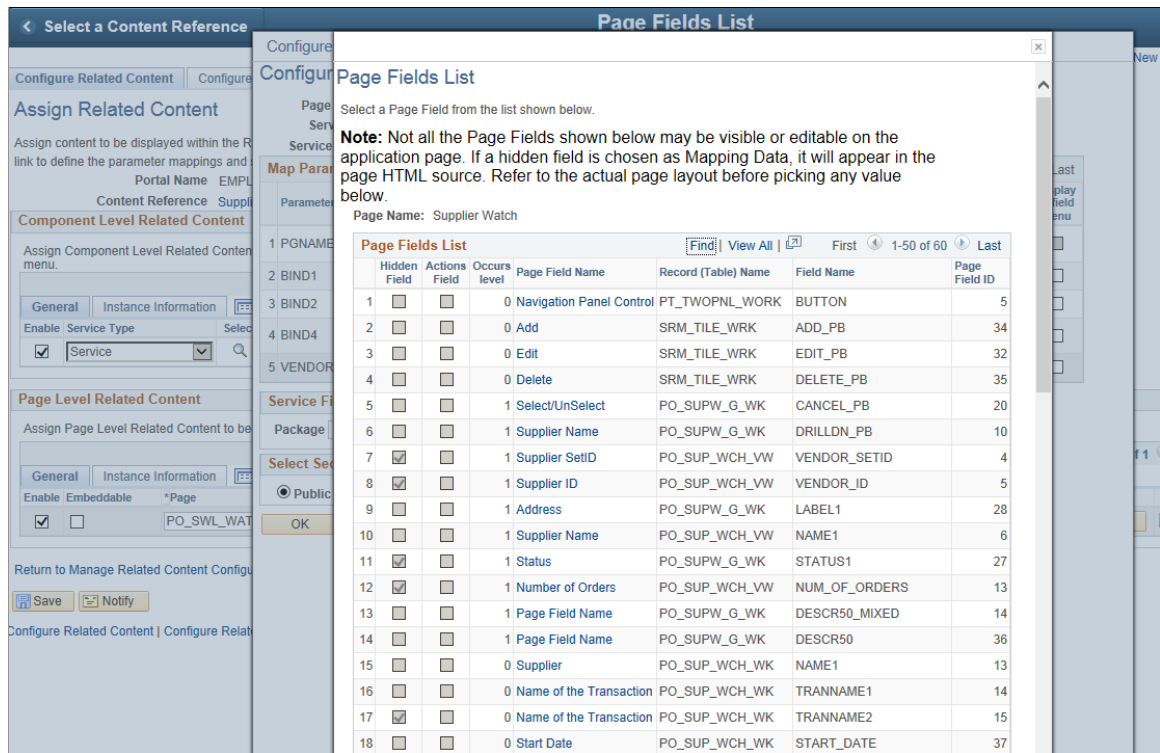 Select a Content Reference
Page Fields List
New
Configure Related Content
Configure
Assign Related Content
Assign content to be displayed within the R
link to define the parameter mappings and s
Portal Name EMPL
Content Reference Suppli
Component Level Related Content
Assign Component Level Related Conten
menu.
General
Instance Information
Enable Service Type Selec
Service
Page Level Related Content
Assign Page Level Related Content to be
General
Instance Information
Enable Embeddable *Page
PO_SWL_WAT
Return to Manage Related Content Configu
Save
Notify
Configure Related Content | Configure Relat
Configure
Configur
Page
Serv
Service
Map Paran
Last
Parameter
play
field
enu
1 PGNAME
2 BIND1
3 BIND2
4 BIND4
5 VENDOR
Service Fi
Package
Select Sec
Public
OK
f 1
Page Fields List
Select a Page Field from the list shown below.
Note: Not all the Page Fields shown below may be visible or editable on the
application page. If a hidden field is chosen as Mapping Data, it will appear in the
page HTML source. Refer to the actual page layout before picking any value
below.
Page Name: Supplier Watch
Page Fields List Find | View All | First 1-50 of 60 Last
Hidden Field Actions Field Occurs level Page Field Name Record (Table) Name Field Name Page Field ID
1 0 Navigation Panel Control PT_TWOPNL_WORK BUTTON 5
2 0 Add SRM_TILE_WRK ADD_PB 34
3 0 Edit SRM_TILE_WRK EDIT_PB 32
4 0 Delete SRM_TILE_WRK DELETE_PB 35
5 1 Select/UnSelect PO_SUPW_G_WK CANCEL_PB 20
6 1 Supplier Name PO_SUPW_G_WK DRILLDN_PB 10
7 1 Supplier SetID PO_SUP_WCH_VW VENDOR_SETID 4
8 1 Supplier ID PO_SUP_WCH_VW VENDOR_ID 5
9 1 Address PO_SUPW_G_WK LABEL1 28
10 1 Supplier Name PO_SUP_WCH_VW NAME1 6
11 1 Status PO_SUPW_G_WK STATUS1 27
12 1 Number of Orders PO_SUP_WCH_VW NUM_OF_ORDERS 13
13 1 Page Field Name PO_SUPW_G_WK DESCR50_MIXED 14
14 1 Page Field Name PO_SUPW_G_WK DESCR50 36
15 0 Supplier PO_SUP_WCH_WK NAME1 13
16 0 Name of the Transaction PO_SUP_WCH_WK TRANNAME1 14
17 0 Name of the Transaction PO_SUP_WCH_WK TRANNAME2 15
18 0 Start Date PO_SUP_WCH_WK START_DATE 37